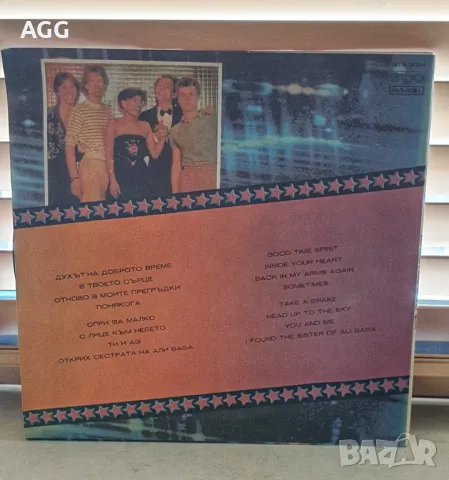 AGG
ДУХЪТ НА ДОБРОТО ВРЕМЕ
В ТВОЕТО СЪРЦЕ
ОТНОВО В МОИТЕ ПРЕГРЪДКИ
ПОНЯКОГА
СПРИ ЗА МАЛКО
С ЛИЦЕ КЪМ НЕБЕТО
ТИ И АЗ
ОТКРИХ СЕСТРАТА НА АЛИ БАБА
GOOD TIME SPIRIT
INSIDE YOUR HEART
BACK IN MY ARMS AGAIN
SOMETIMES
TAKE A BRAKE
HEAD UP TO THE SKY
YOU AND ME
I FOUND THE SISTER OF ALI BABA
BAZAR